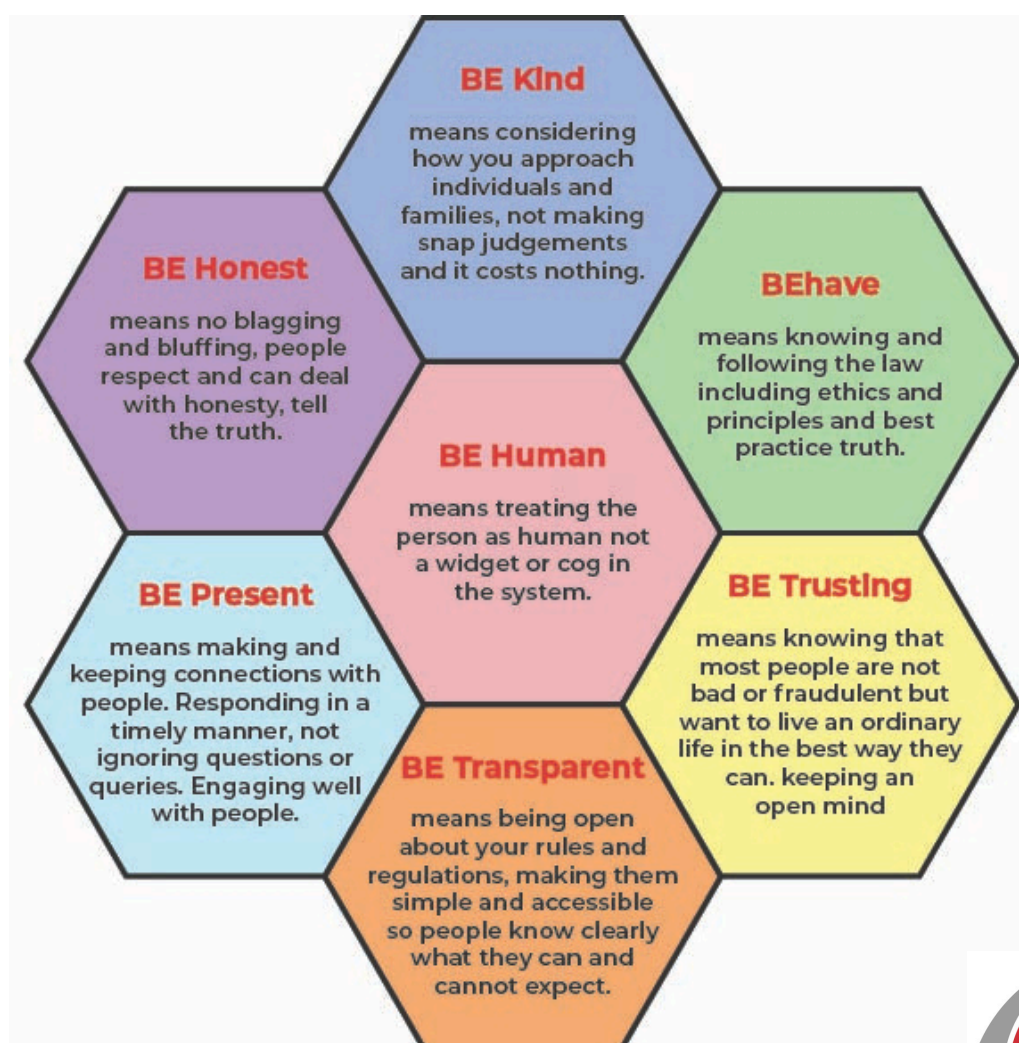 BE Kind
means considering
how you approach
individuals and
families, not making
snap judgements
and it costs nothing.
BE Honest
means no blagging
and bluffing, people
respect and can deal
with honesty, tell
the truth.
BEhave
means knowing and
following the law
including ethics and
principles and best
practice truth.
BE Human
means treating the
person as human not
a widget or cog in
the system.
BE Present
means making and
keeping connections with
people. Responding in a
timely manner, not
ignoring questions or
queries. Engaging well
with people.
BE Trusting
means knowing that
most people are not
bad or fraudulent but
want to live an ordinary
life in the best way they
can. keeping an
open mind
BE Transparent
means being open
about your rules and
regulations, making them
simple and accessible
so people know clearly
what they can and
cannot expect.